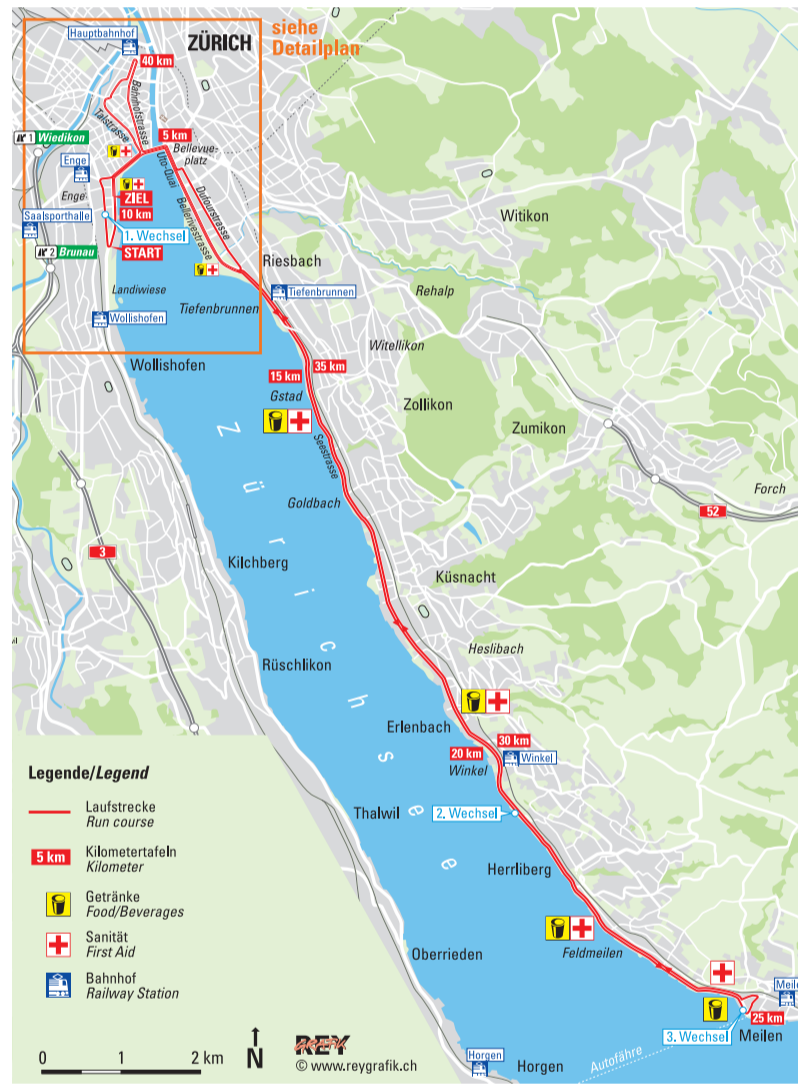 Hauptbahnhof
ZÜRICH
siehe
Detailplan
40 km
Bahnhofstrasse
Talstrasse
5 km
Bellevue-
platz
1 Wiedikon
Enge
Uto-Quai
Dufourstrasse
Bellerivestrasse
Enge
ZIEL
10 km
Saalsporthalle
1. Wechsel
START
2 Brunau
Witikon
Riesbach
Landiwiese
Tiefenbrunnen
Tiefenbrunnen
Rehalp
Wollishofen
Wollishofen
Witellikon
35 km
15 km
Gstad
Zollikon
Zumikon
Seestrasse
Forch
52
Goldbach
3
Kilchberg
Küsnacht
Zürichsee
Heslibach
Rüschlikon
Erlenbach
30 km
20 km
Winkel
Winkel
Thalwil
2. Wechsel
Herrliberg
Feldmeilen
Oberrieden
Meilen
25 km
3. Wechsel
Autofähre
Horgen
Horgen
Legende/Legend
Laufstrecke
Run course
5 km
Kilometertafeln
Kilometer
Getränke
Food/Beverages
Sanität
First Aid
Bahnhof
Railway Station
0 1 2 km
N
REY
GRAFIK
© www.reygrafik.ch